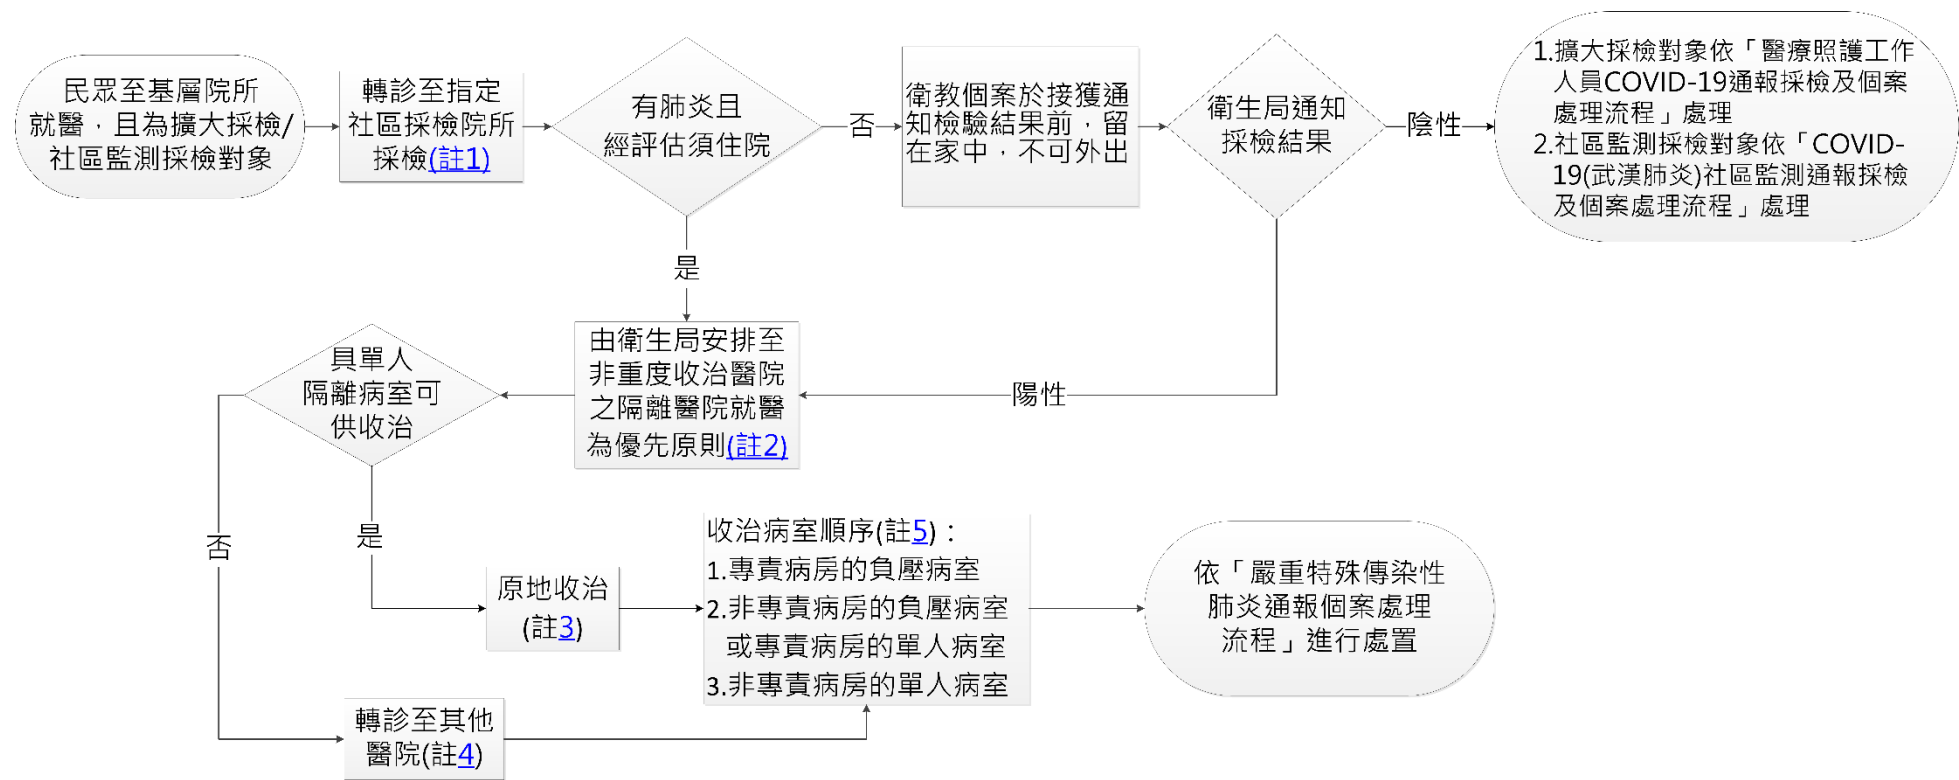 民眾至基層院所
就醫，且為擴大採檢/
社區監測採檢對象
轉診至指定
社區採檢院所
採檢(註1)
有肺炎且
經評估須住院
否
衛教個案於接獲通
知檢驗結果前，留
在家中，不可外出
衛生局通知
採檢結果
陰性
1.擴大採檢對象依「醫療照護工作
人員COVID-19通報採檢及個案
處理流程」處理
2.社區監測採檢對象依「COVID-
19(武漢肺炎)社區監測通報採檢
及個案處理流程」處理
是
陽性
由衛生局安排至
非重度收治醫院
之隔離醫院就醫
為優先原則(註2)
具單人
隔離病室可
供收治
否
是
原地收治
(註3)
收治病室順序(註5)：
1.專責病房的負壓病室
2.非專責病房的負壓病室
或專責病房的單人病室
3.非專責病房的單人病室
依「嚴重特殊傳染性
肺炎通報個案處理
流程」進行處置
轉診至其他
醫院(註4)